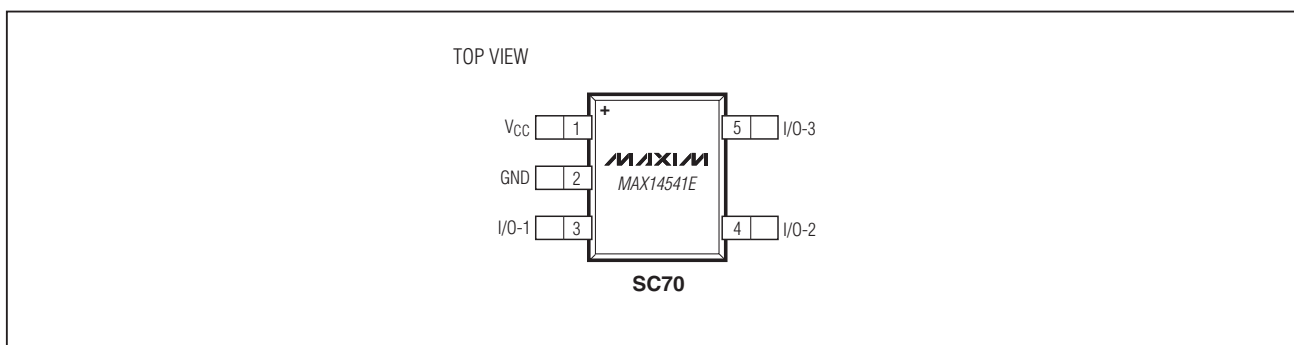 TOP VIEW
+
VCC 1
5 I/O-3
MAXIM
GND 2
MAX14541E
I/O-1 3
4 I/O-2
SC70